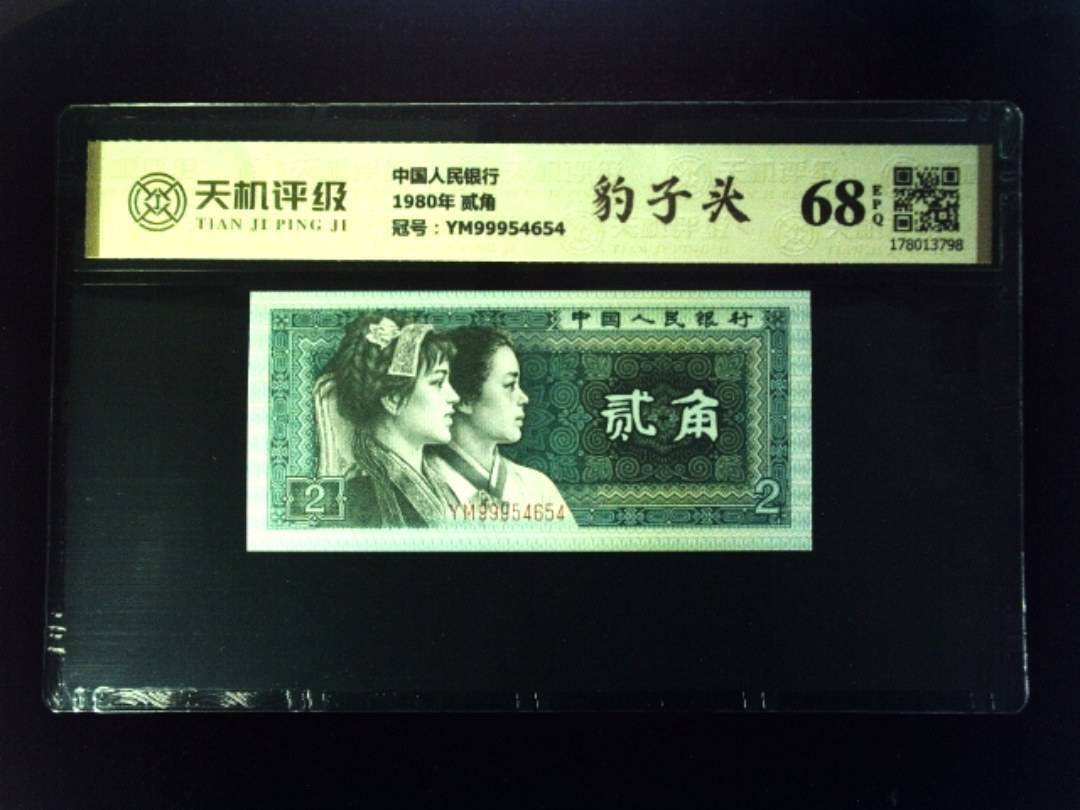 天机评级
TIAN JI PING JI
中国人民银行
1980年 贰角
冠号：YM99954654
豹子头
68
EPQ
178013798
中国人民银行
贰角
2
2
YM99954654